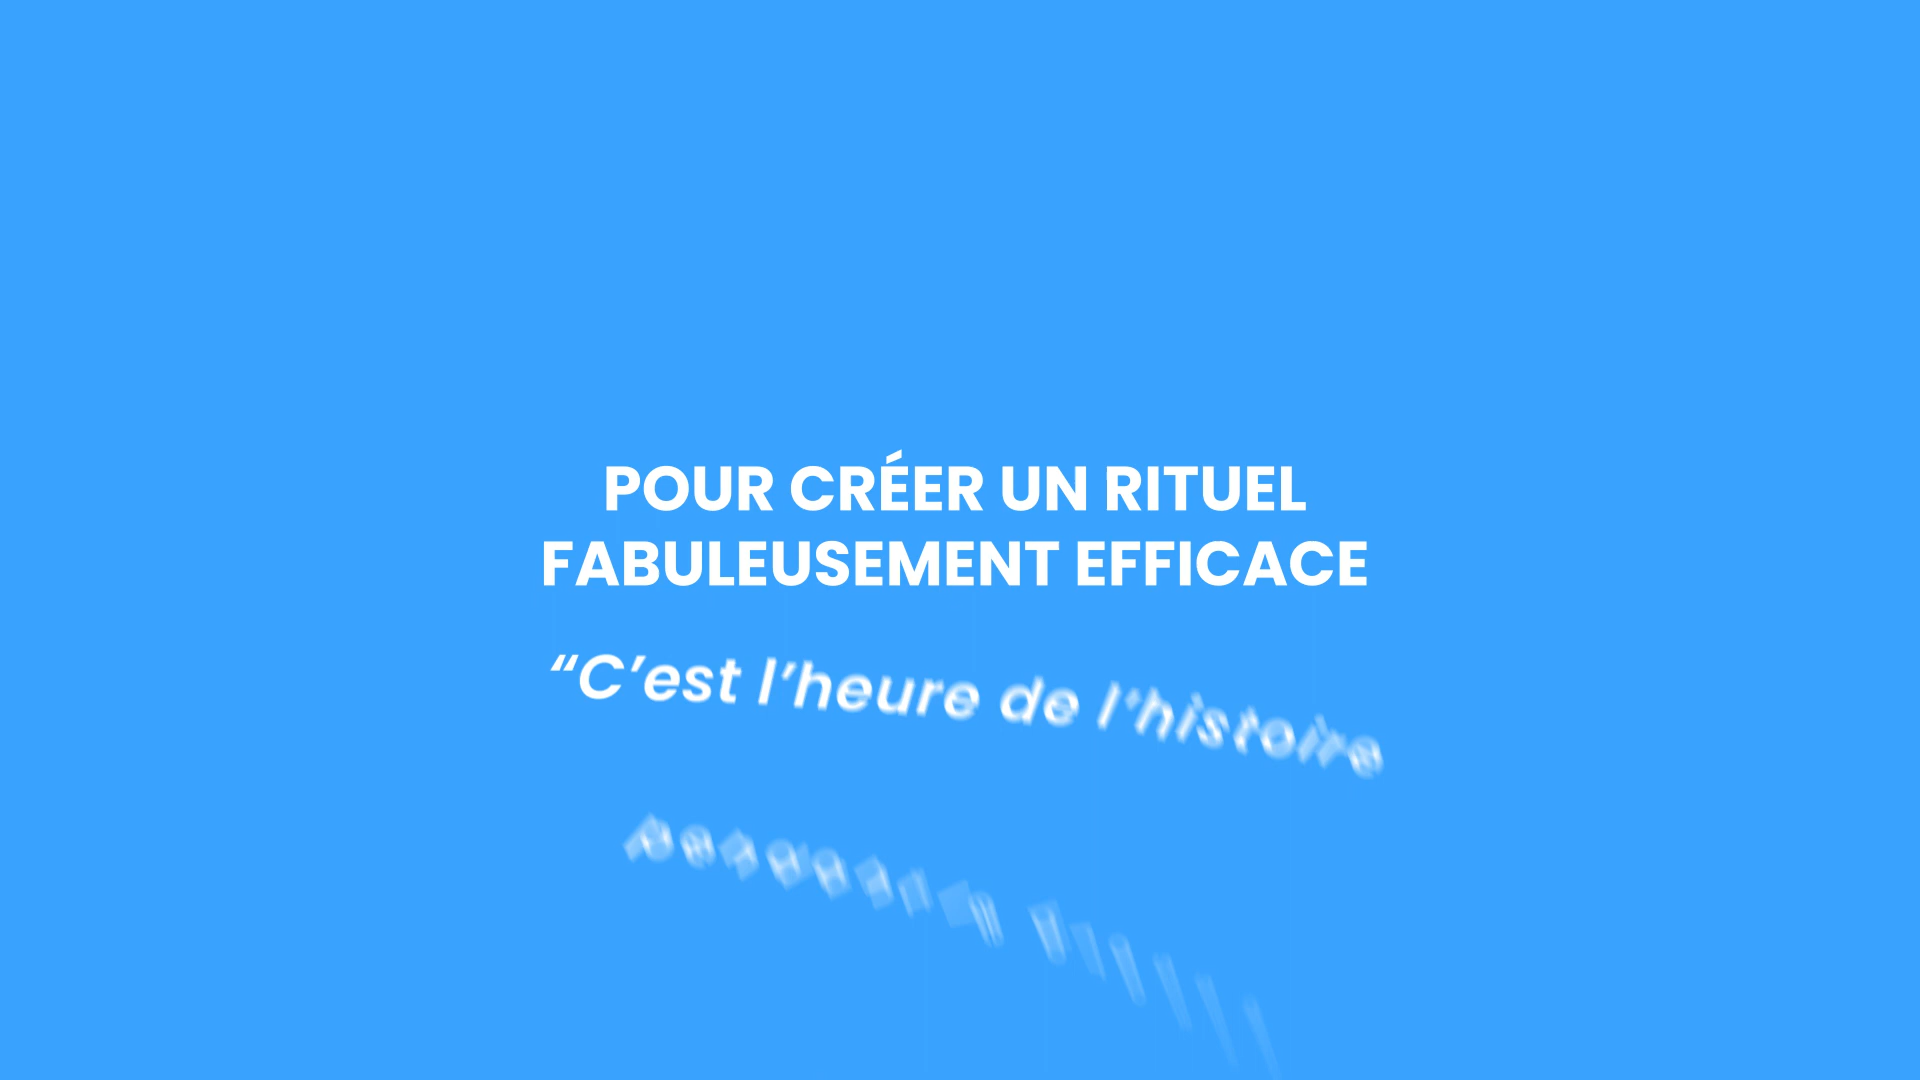 POUR CRÉER UN RITUEL
FABULEUSEMENT EFFICACE
“C’est l’heure de l’histoire